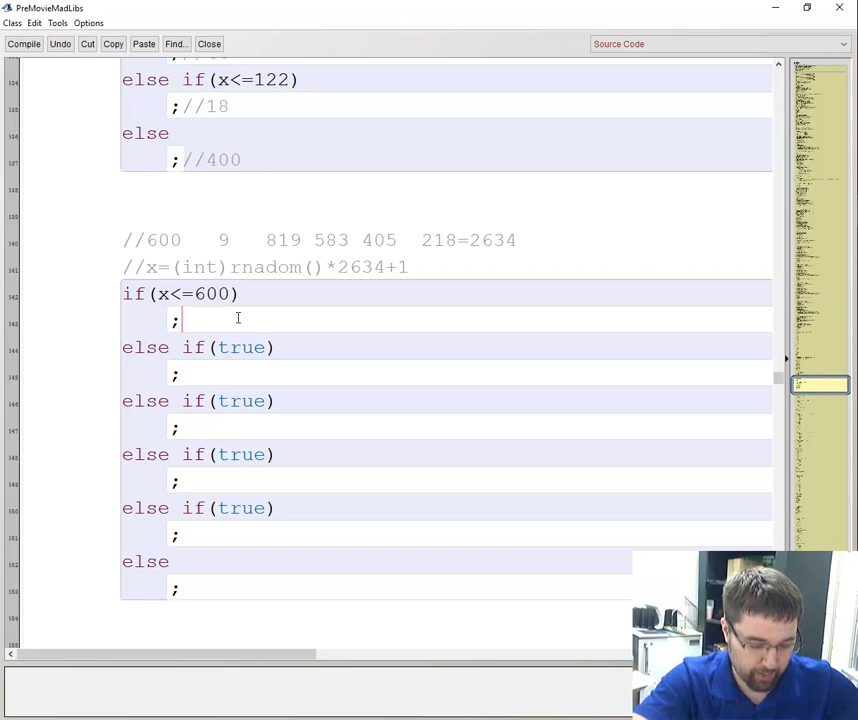 PreMovieMadLibs
Class Edit Tools Options
Compile Undo Cut Copy Paste Find... Close Source Code
else if(x<=122)
;//18
else
;//400
//600 9 819 583 405 218=2634
//x=(int)rnadom()*2634+1
if(x<=600)
;
else if(true)
;
else if(true)
;
else if(true)
;
else if(true)
;
else
;